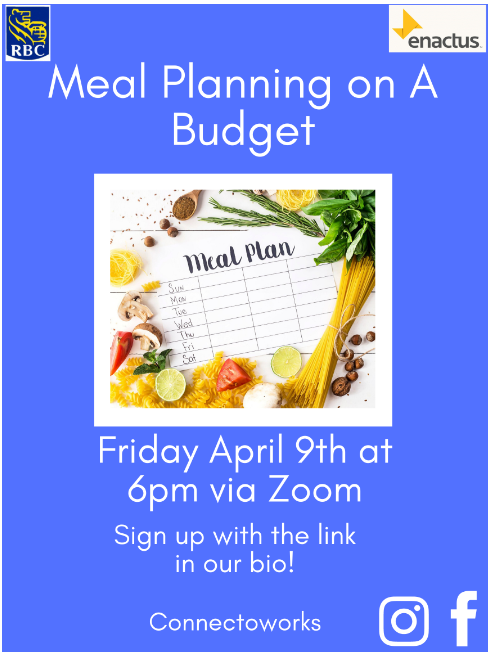 RBC
enactus.
Meal Planning on A
Budget
Meal Plan
Sun
Mon
Tue
Wed
Thu
Fri
Sat
Friday April 9th at
6pm via Zoom
Sign up with the link
in our bio!
Connectoworks